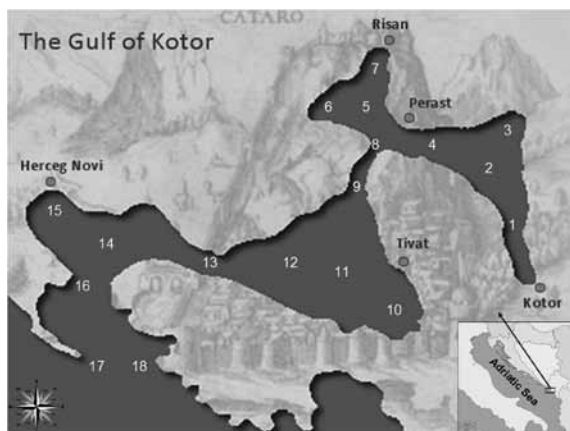 CATARO
The Gulf of Kotor
Risan
7
6
5
Perast
3
4
8
2
Herceg Novi
9
15
1
14
Tivat
13
12
11
16
Kotor
10
17
18
Adriatic Sea